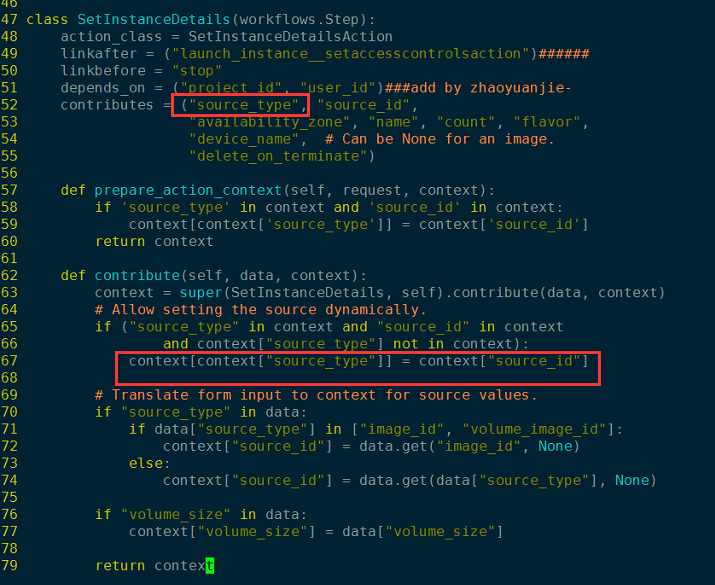 46
47 class SetInstanceDetails(workflows.Step):
48     action_class = SetInstanceDetailsAction
49     linkafter = ("launch_instance__setaccesscontrolsaction")######
50     linkbefore = "stop"
51     depends_on = ("project_id", "user_id")###add by zhaoyuanjie-
52     contributes = ("source_type", "source_id",
53                    "availability_zone", "name", "count", "flavor",
54                    "device_name",  # Can be None for an image.
55                    "delete_on_terminate")
56
57     def prepare_action_context(self, request, context):
58         if 'source_type' in context and 'source_id' in context:
59             context[context['source_type']] = context['source_id']
60         return context
61
62     def contribute(self, data, context):
63         context = super(SetInstanceDetails, self).contribute(data, context)
64         # Allow setting the source dynamically.
65         if ("source_type" in context and "source_id" in context
66                 and context["source_type"] not in context):
67             context[context["source_type"]] = context["source_id"]
68
69         # Translate form input to context for source values.
70         if "source_type" in data:
71             if data["source_type"] in ["image_id", "volume_image_id"]:
72                 context["source_id"] = data.get("image_id", None)
73             else:
74                 context["source_id"] = data.get(data["source_type"], None)
75
76         if "volume_size" in data:
77             context["volume_size"] = data["volume_size"]
78
79         return context